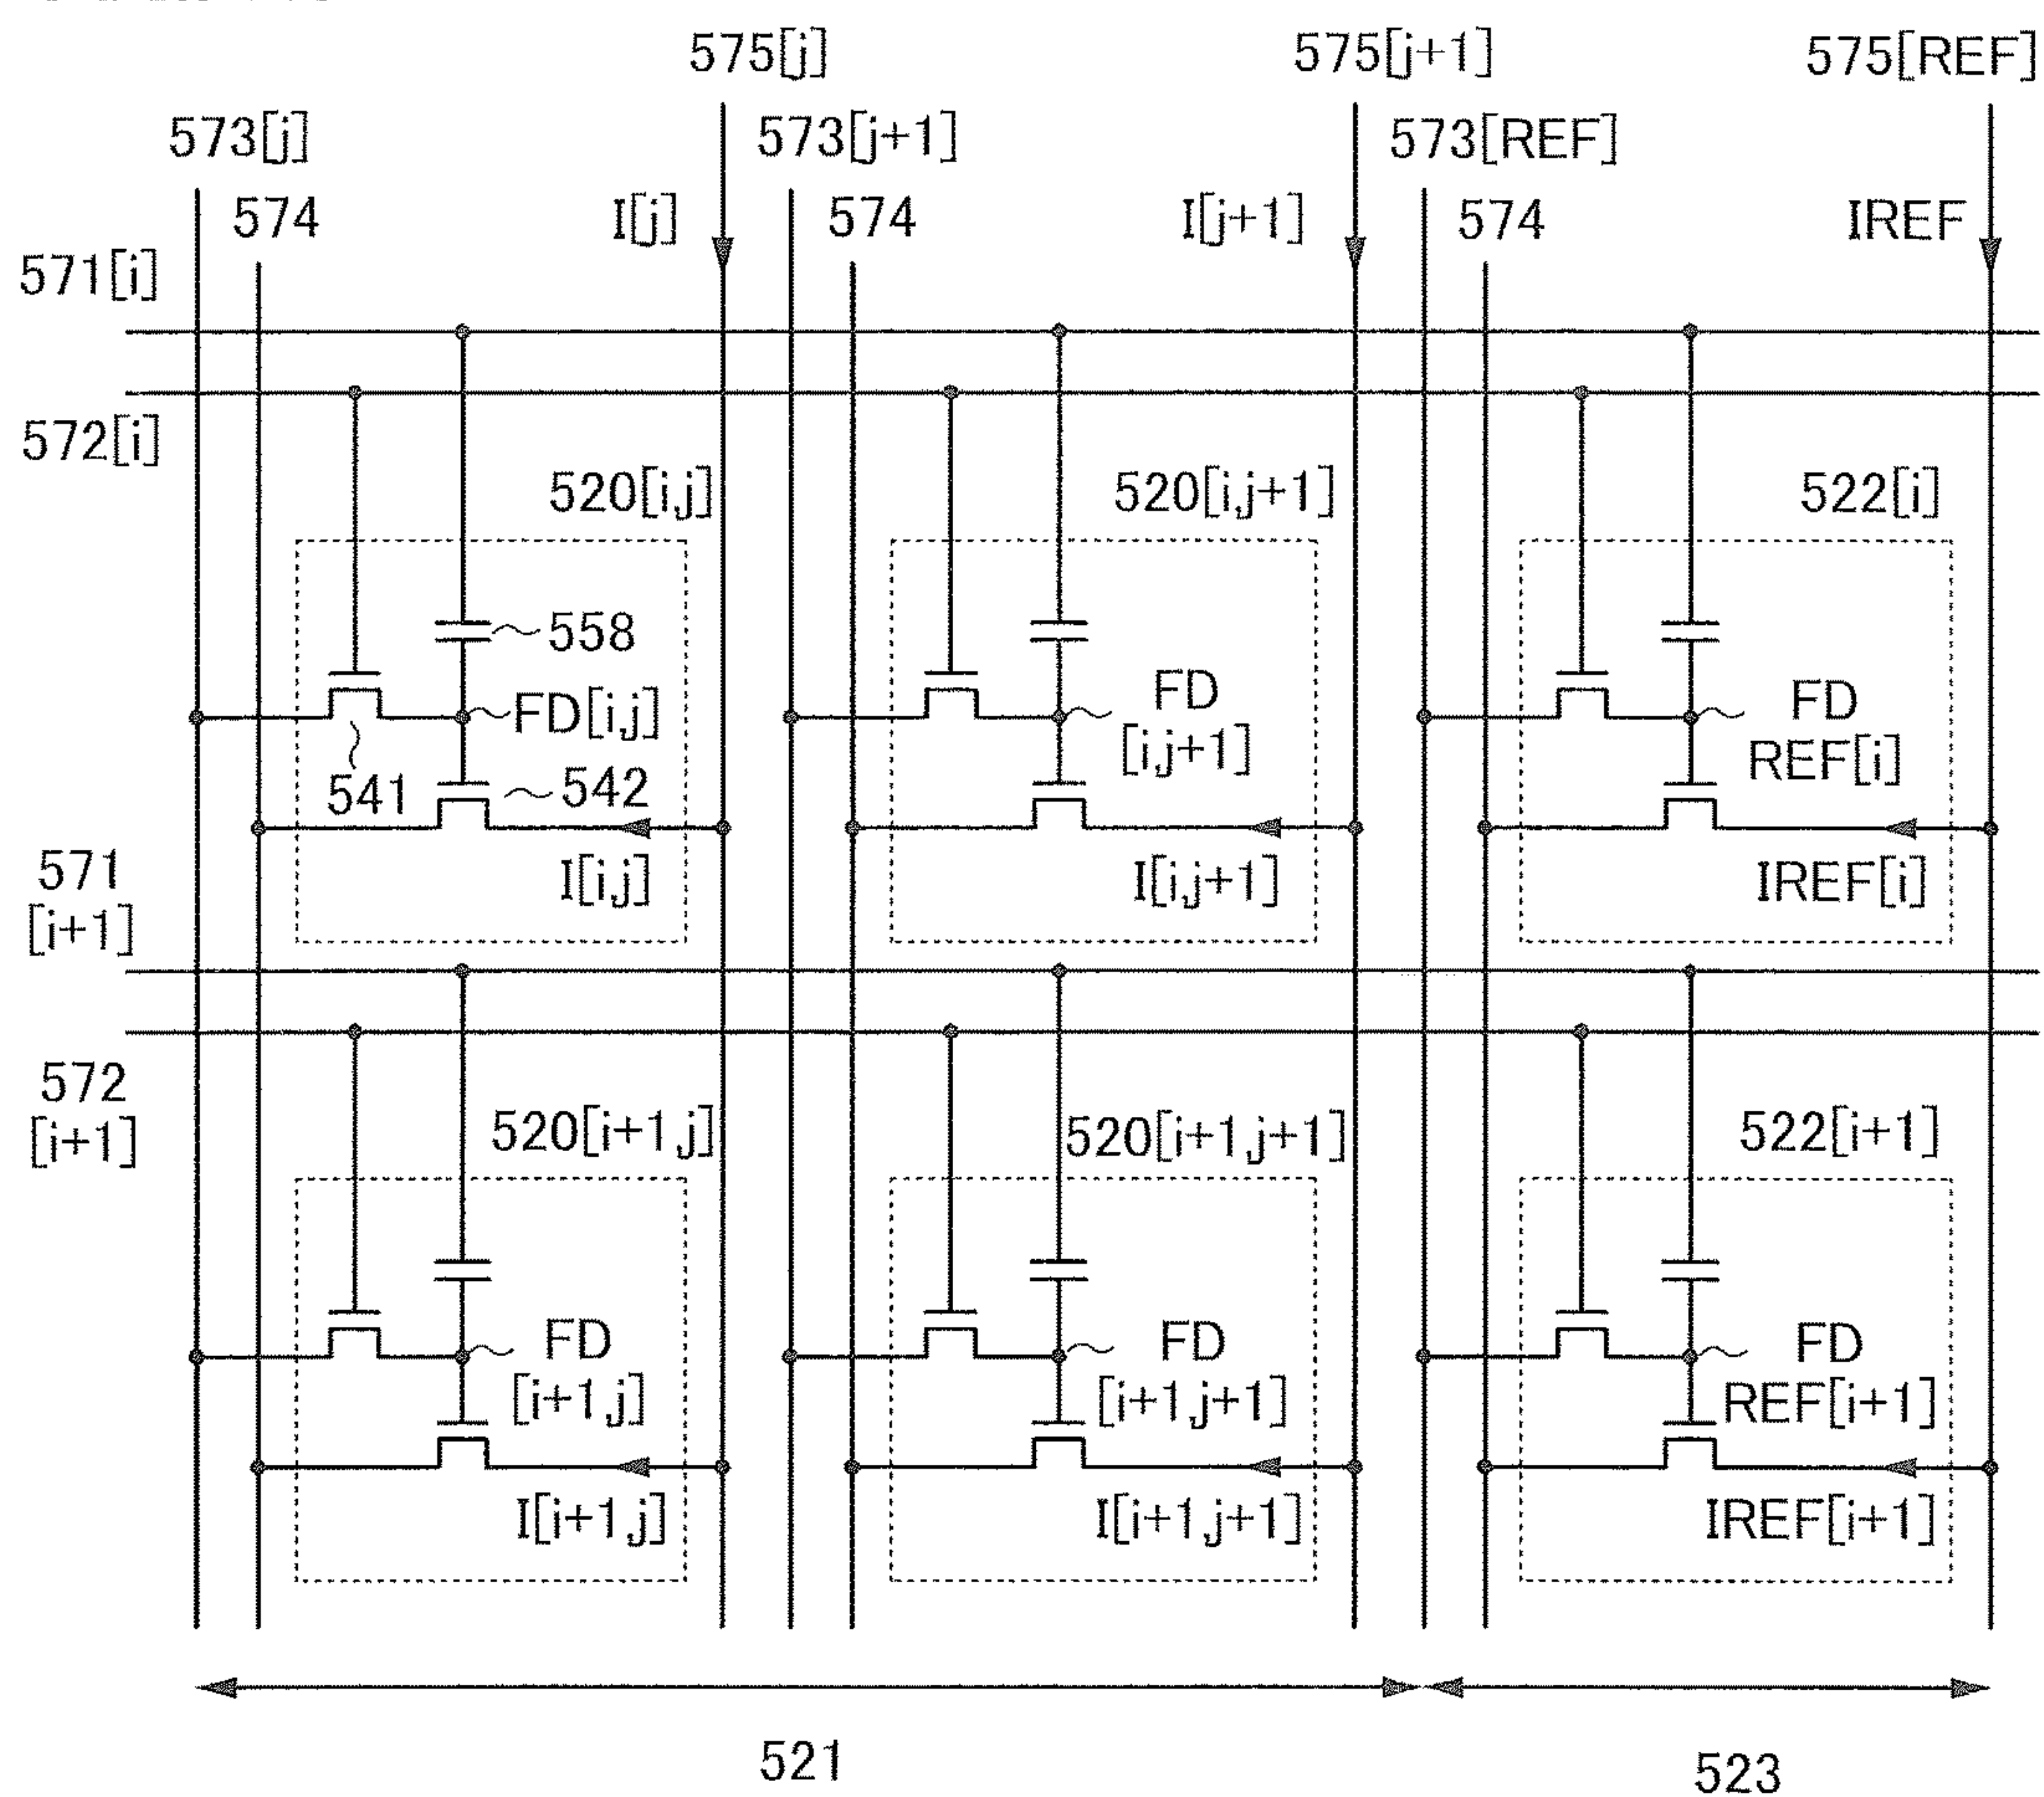 575[j] 575[j+1] 575[REF]
573[j] 573[j+1] 573[REF]
574 I[j] 574 I[j+1] 574 IREF
571[i]
572[i]
520[i,j] 520[i,j+1] 522[i]
558
FD[i,j] FD [i,j+1] FD REF[i]
541 542
I[i,j] I[i,j+1] IREF[i]
571
[i+1]
572
[i+1]
520[i+1,j] 520[i+1,j+1] 522[i+1]
FD FD FD
[i+1,j] [i+1,j+1] REF[i+1]
I[i+1,j] I[i+1,j+1] IREF[i+1]
521 523